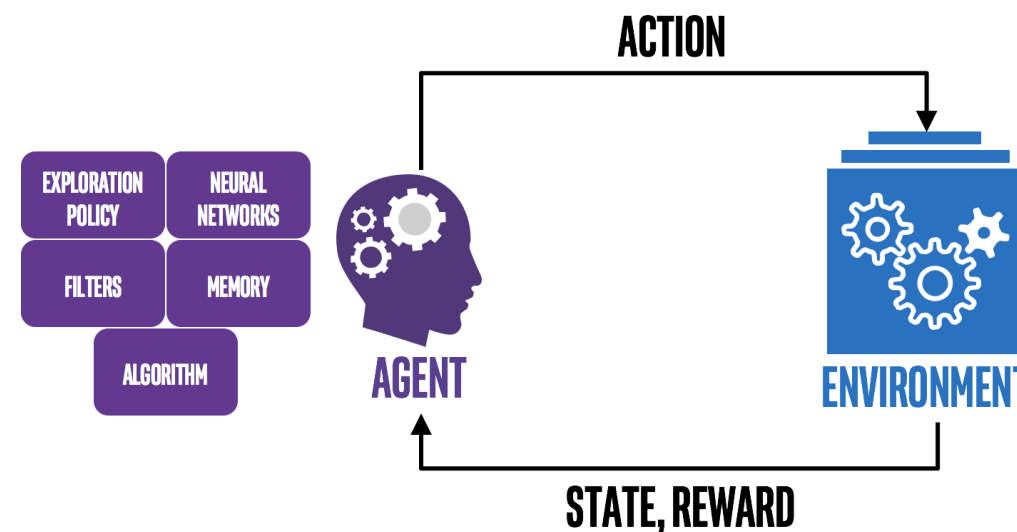 ACTION
EXPLORATION
POLICY
NEURAL
NETWORKS
FILTERS
MEMORY
ALGORITHM
AGENT
ENVIRONMENT
STATE, REWARD